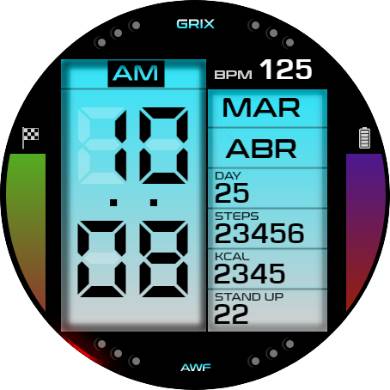 GRIX
AM
BPM 125
10
08
MAR
ABR
DAY
25
STEPS
23456
KCAL
2345
STAND UP
22
AWF